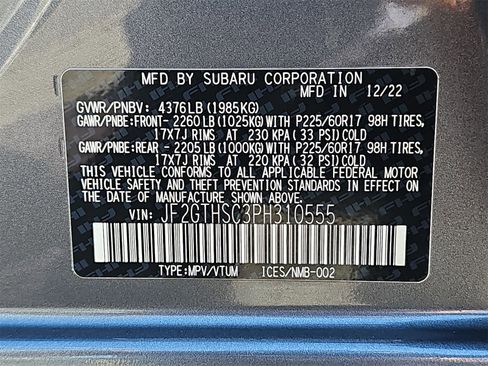 MFD BY SUBARU CORPORATION
MFD IN 12/22
GVWR/PNBV: 4376LB(1985KG)
GAWR/PNBE:FRONT- 2260LB(1025KG)WITH P225/60R17 98H TIRES,
17X7J RIMS AT 230 KPA (33 PSI)COLD
GAWR/PNBE:REAR - 2205LB(1000KG)WITH P225/60R17 98H TIRES,
17X7J RIMS AT 220 KPA (32 PSI)COLD
THIS VEHICLE CONFORMS TO ALL APPLICABLE FEDERAL MOTOR
VEHICLE SAFETY AND THEFT PREVENTION STANDARDS IN EFFECT ON
THE DATE OF MANUFACTURE SHOWN ABOVE.
VIN: JF2GTHSC3PH310555
TYPE:MPV/VTUM ICES/NMB-002